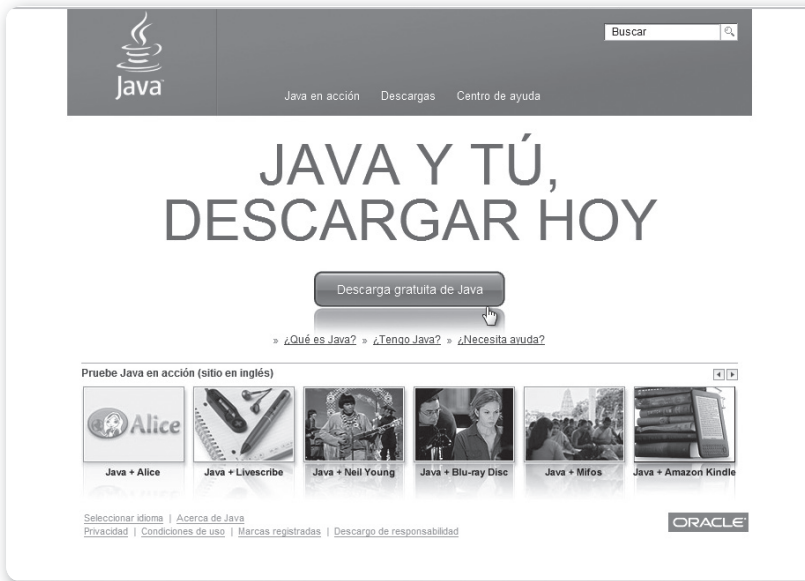 Java
Buscar
Java en acción Descargas Centro de ayuda
JAVA Y TÚ,
DESCARGAR HOY
Descarga gratuita de Java
» ¿Qué es Java? » ¿Tengo Java? » ¿Necesita ayuda?
Pruebe Java en acción (sitio en inglés)
Alice
Java + Alice Java + Livescribe Java + Neil Young Java + Blu-ray Disc Java + Mifos Java + Amazon Kindle
Seleccionar idioma | Acerca de Java
Privacidad | Condiciones de uso | Marcas registradas | Descargo de responsabilidad
ORACLE